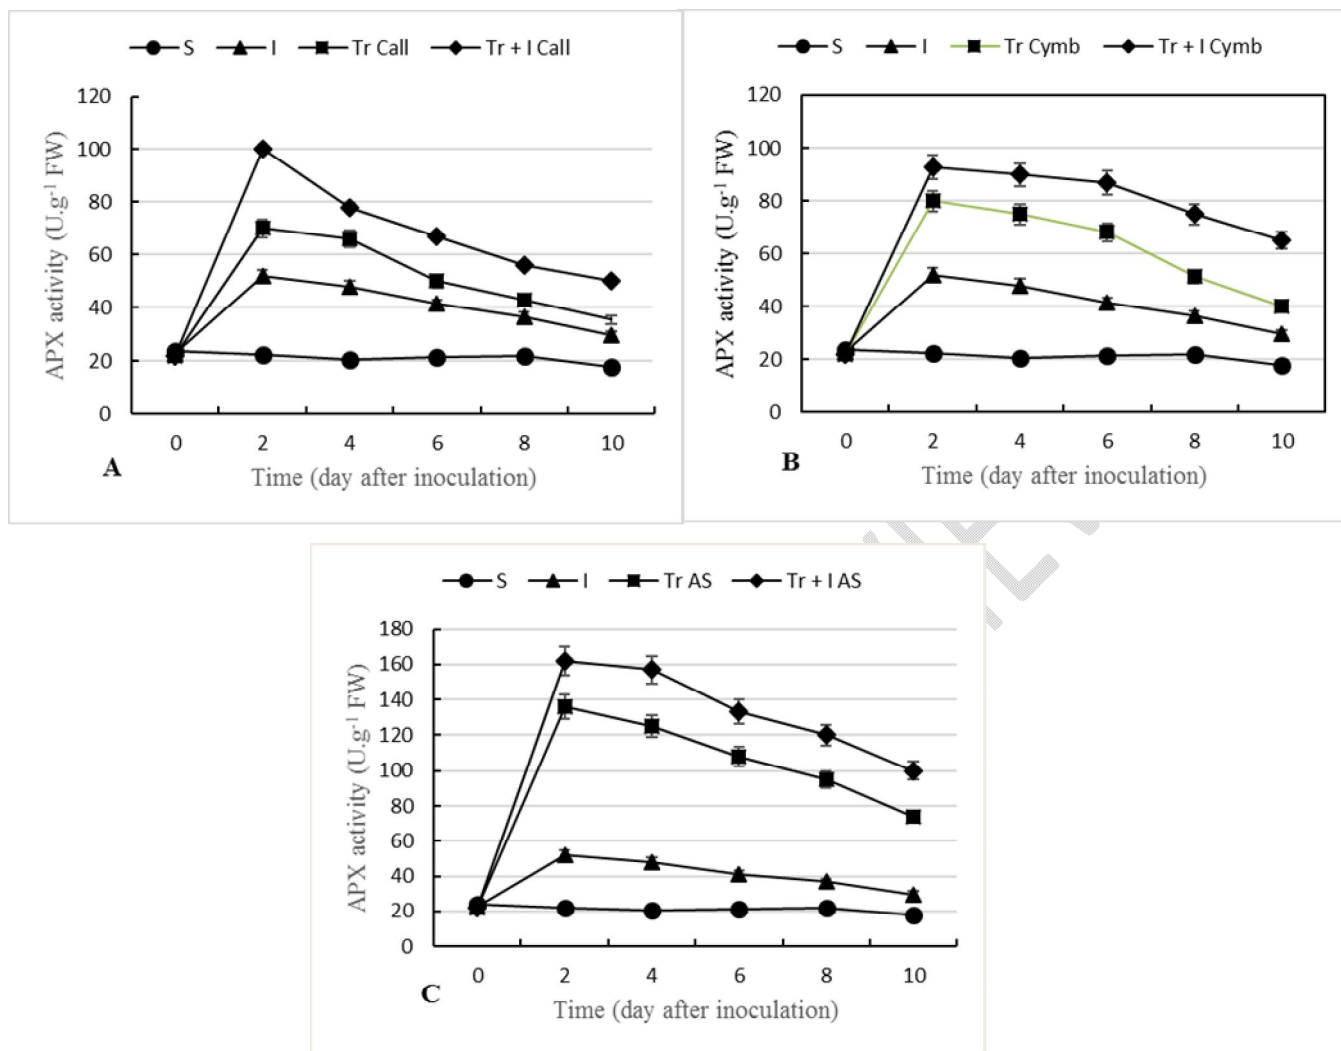 S I Tr Call Tr + I Call
120
100
80
60
40
20
0
APX activity (U.g⁻¹ FW)
0 2 4 6 8 10
A
Time (day after inoculation)
S I Tr Cymb Tr + I Cymb
120
100
80
60
40
20
0
APX activity (U.g⁻¹ FW)
0 2 4 6 8 10
B
Time (day after inoculation)
S I Tr AS Tr + I AS
180
160
140
120
100
80
60
40
20
0
APX activity (U.g⁻¹ FW)
0 2 4 6 8 10
C
Time (day after inoculation)